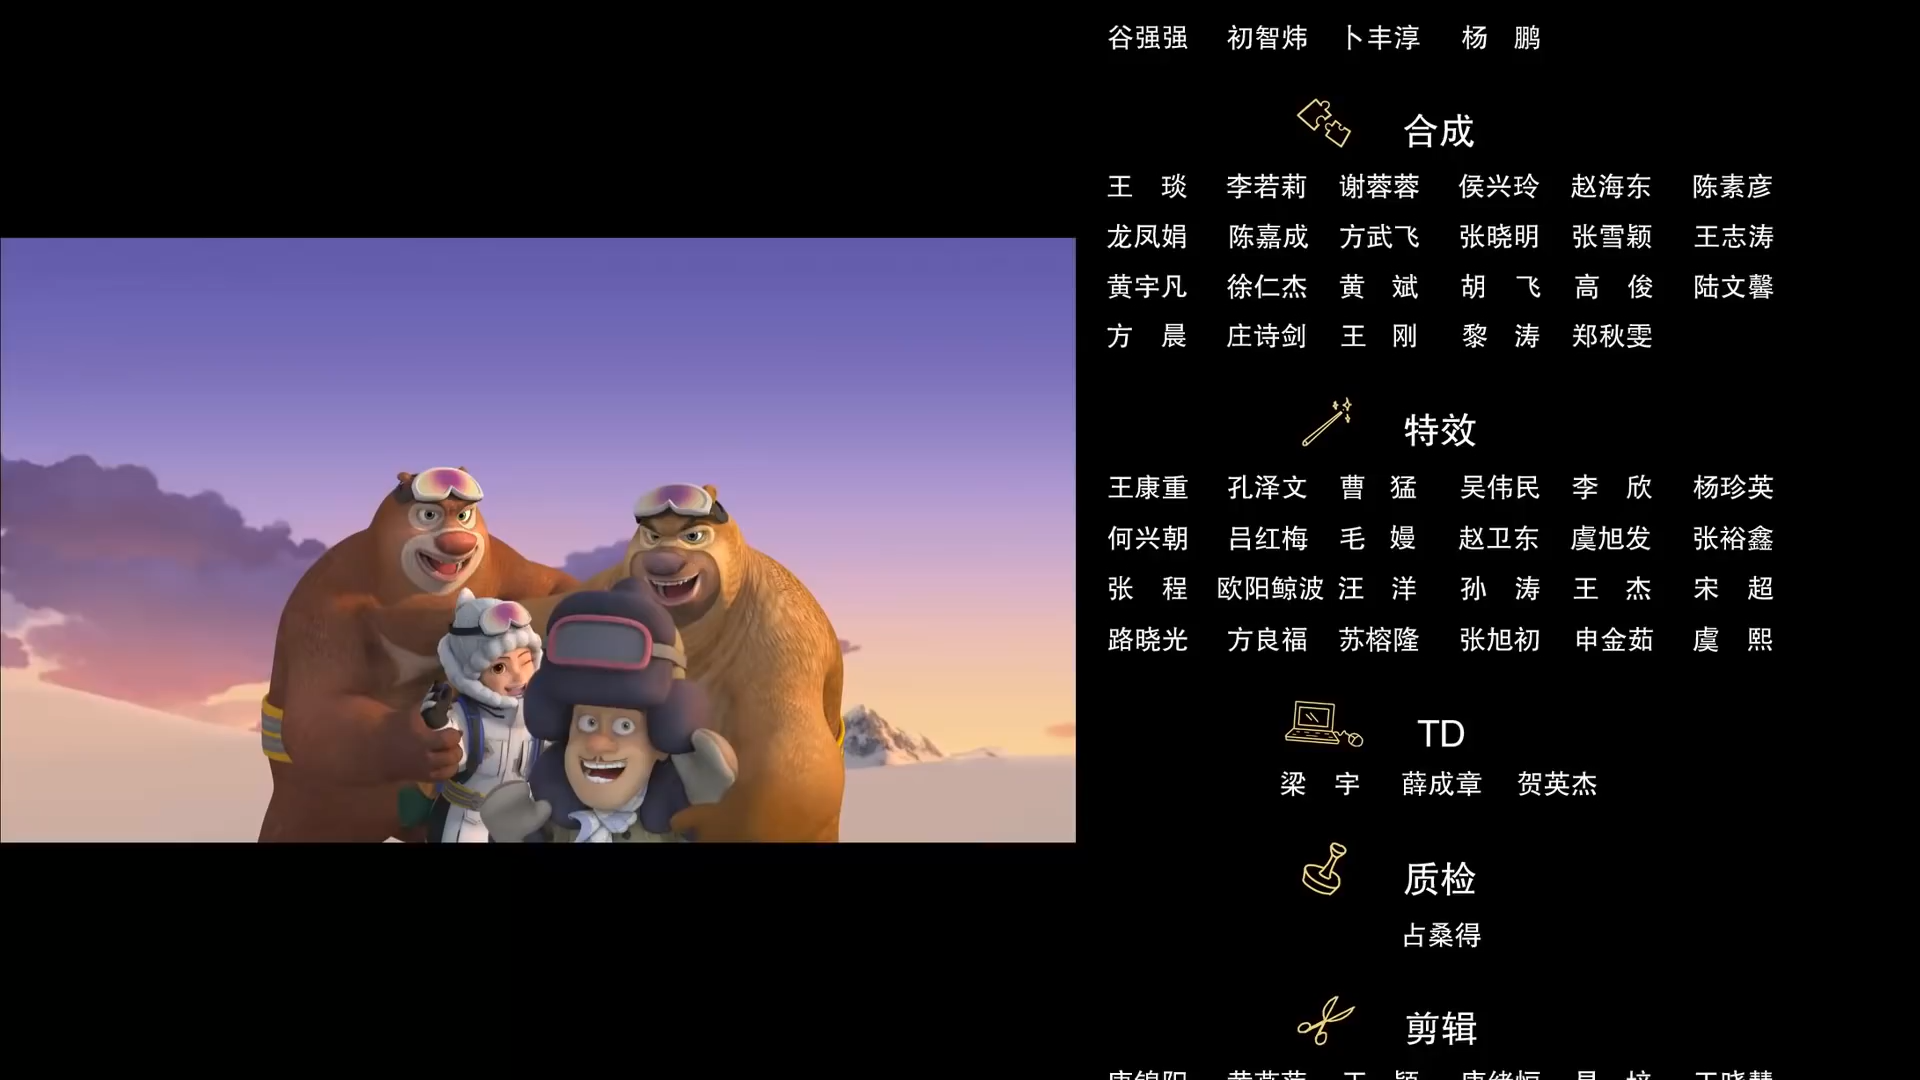 谷强强 初智炜 卜丰淳 杨 鹏
合成
王 琰 李若莉 谢蓉蓉 侯兴玲 赵海东 陈素彦
龙凤娟 陈嘉成 方武飞 张晓明 张雪颖 王志涛
黄宇凡 徐仁杰 黄 斌 胡 飞 高 俊 陆文馨
方 晨 庄诗剑 王 刚 黎 涛 郑秋雯
特效
王康重 孔泽文 曹 猛 吴伟民 李 欣 杨珍英
何兴朝 吕红梅 毛 嫚 赵卫东 虞旭发 张裕鑫
张 程 欧阳鲸波 汪 洋 孙 涛 王 杰 宋 超
路晓光 方良福 苏榕隆 张旭初 申金茹 虞 熙
TD
梁 宇 薛成章 贺英杰
质检
占桑得
剪辑